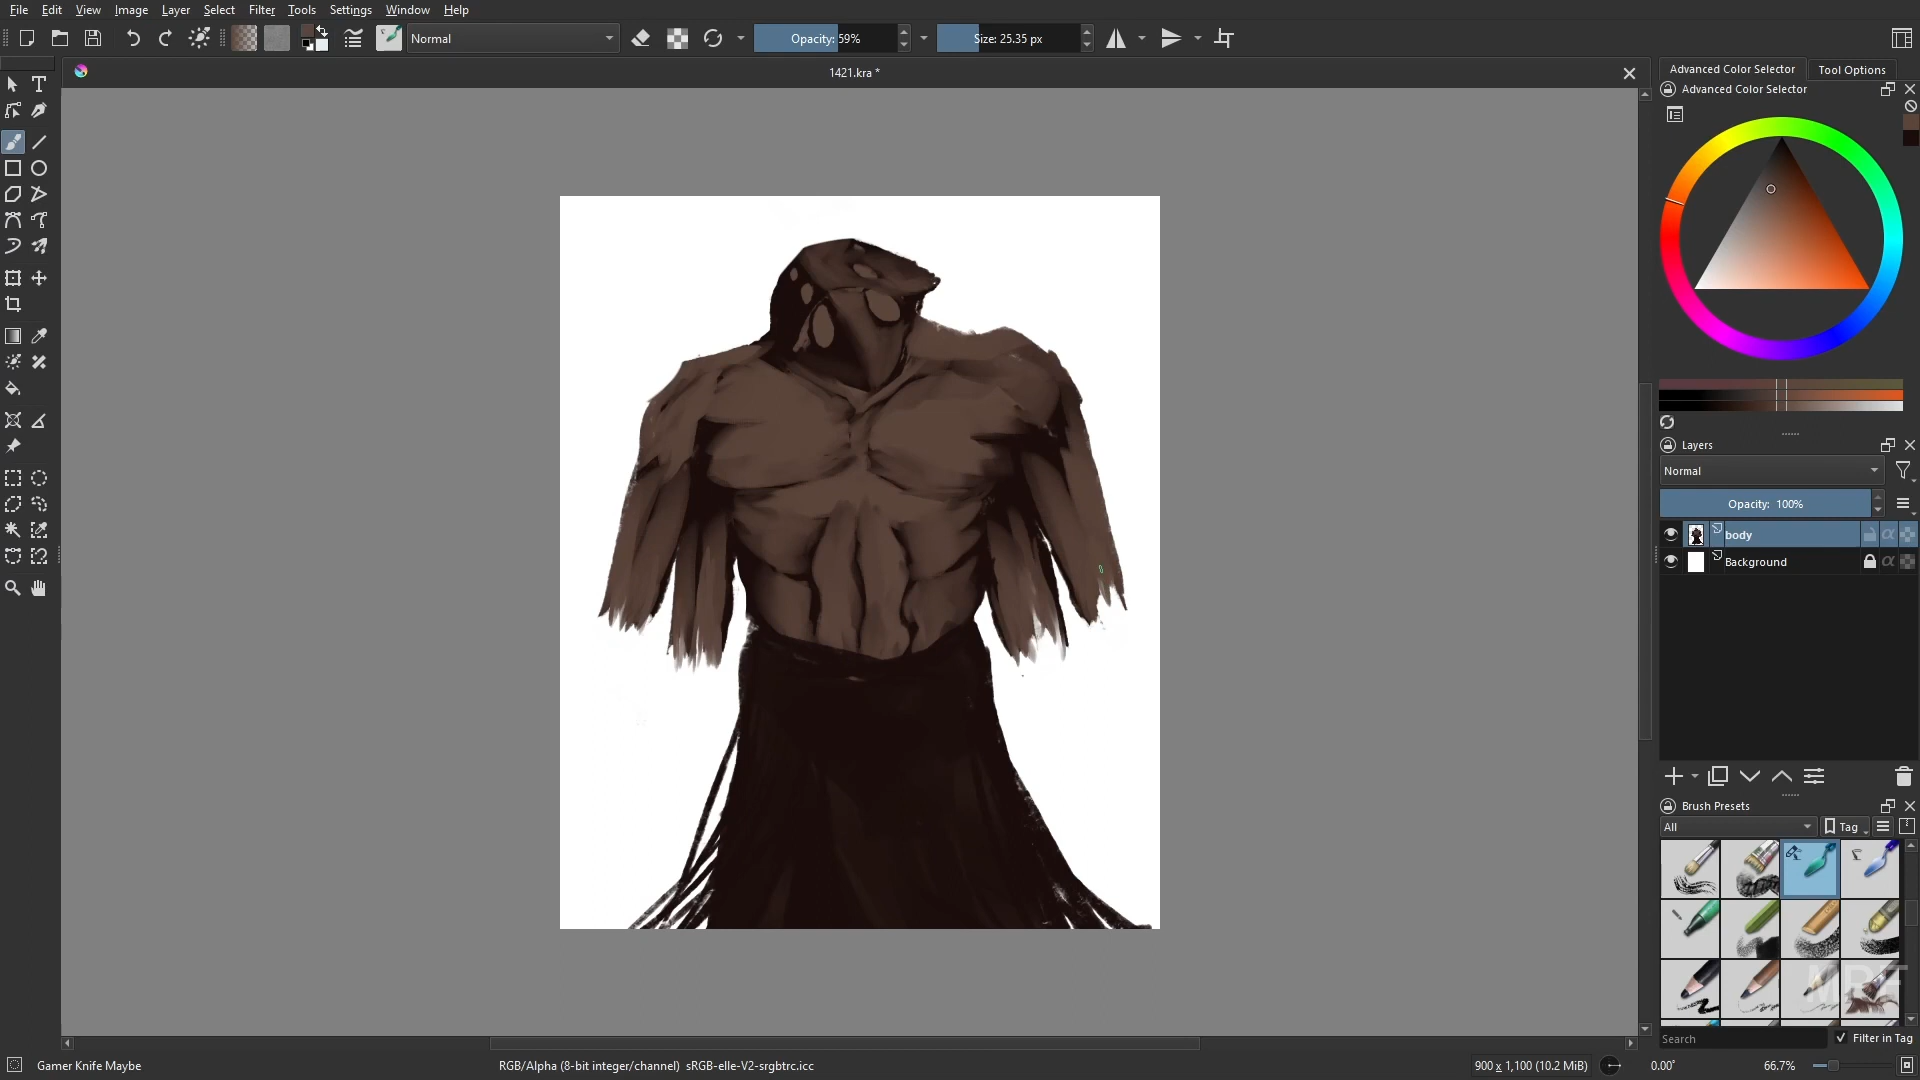 File Edit View Image Layer Select Filter Tools Settings Window Help
Normal Opacity: 59% Size: 25.35 px
1421.kra *
Advanced Color Selector Tool Options
Advanced Color Selector
Layers
Normal
Opacity: 100%
body
Background
Brush Presets
All Tag
MRF
Search Filter in Tag
Gamer Knife Maybe RGB/Alpha (8-bit integer/channel) sRGB-elle-V2-srgbtrc.icc 900 x 1,100 (10.2 MiB) 0.00° 66.7%